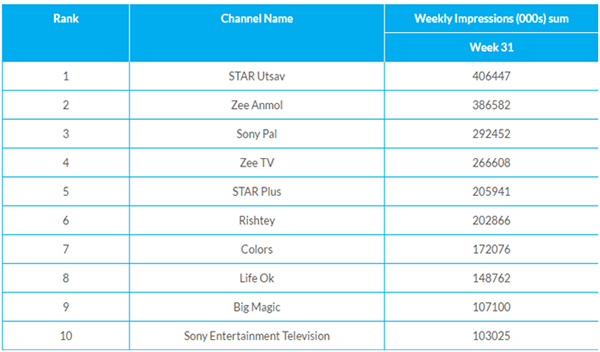 Rank Channel Name Weekly Impressions (000s) sum
Week 31
1 STAR Utsav 406447
2 Zee Anmol 386582
3 Sony Pal 292452
4 Zee TV 266608
5 STAR Plus 205941
6 Rishtey 202866
7 Colors 172076
8 Life Ok 148762
9 Big Magic 107100
10 Sony Entertainment Television 103025